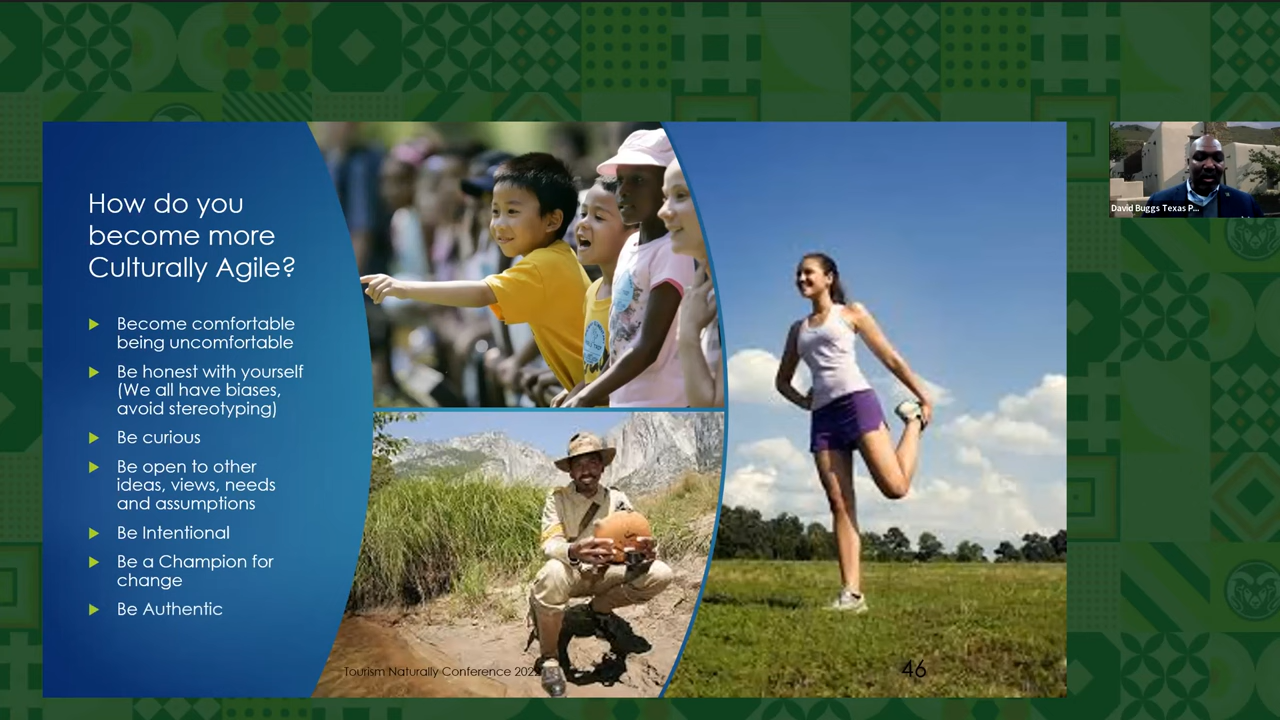 How do you
become more
Culturally Agile?
Become comfortable
being uncomfortable
Be honest with yourself
(We all have biases,
avoid stereotyping)
Be curious
Be open to other
ideas, views, needs
and assumptions
Be Intentional
Be a Champion for
change
Be Authentic
Tourism Naturally Conference
46
David Buggs Texas P...